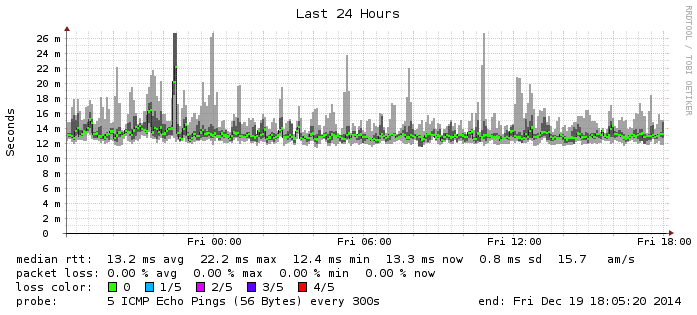 Last 24 Hours
RRDTOOL / TOBI OETIKER
Seconds
26 m
24 m
22 m
20 m
18 m
16 m
14 m
12 m
10 m
8 m
6 m
4 m
2 m
0
Fri 00:00 Fri 06:00 Fri 12:00 Fri 18:00
median rtt: 13.2 ms avg 22.2 ms max 12.4 ms min 13.3 ms now 0.8 ms sd 15.7 am/s
packet loss: 0.00 % avg 0.00 % max 0.00 % min 0.00 % now
loss color: 0 1/5 2/5 3/5 4/5
probe: 5 ICMP Echo Pings (56 Bytes) every 300s end: Fri Dec 19 18:05:20 2014